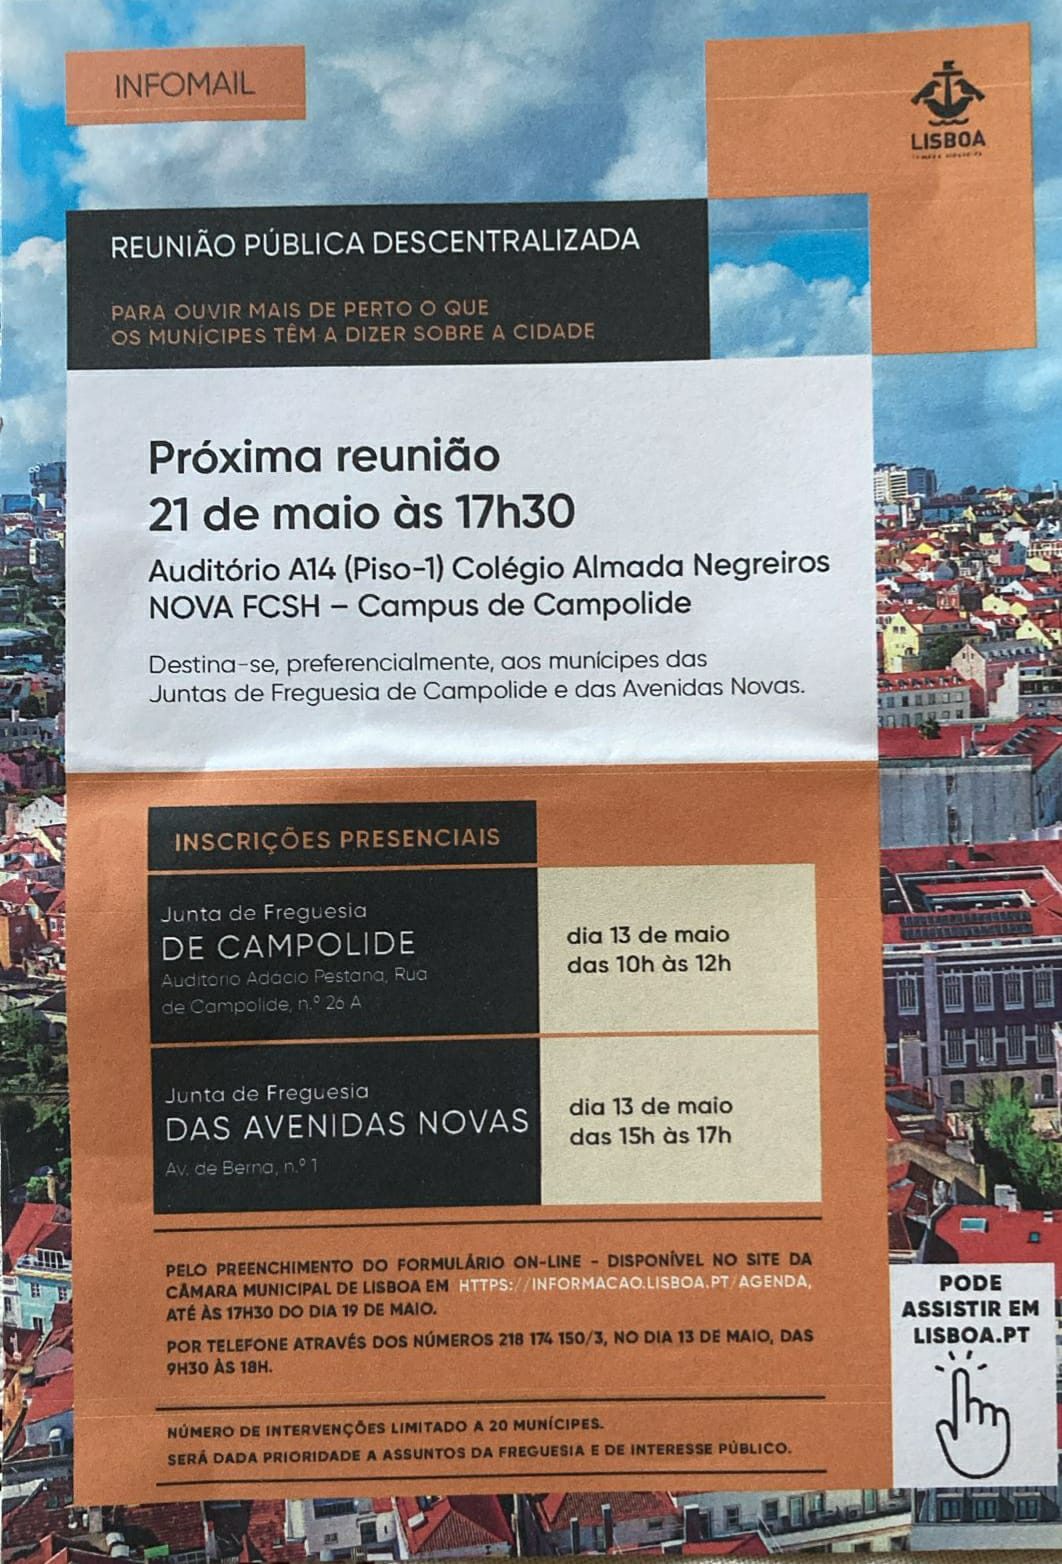 INFOMAIL
LISBOA
REUNIÃO PÚBLICA DESCENTRALIZADA
PARA OUVIR MAIS DE PERTO O QUE
OS MUNÍCIPES TÊM A DIZER SOBRE A CIDADE
Próxima reunião
21 de maio às 17h30
Auditório A14 (Piso-1) Colégio Almada Negreiros
NOVA FCSH – Campus de Campolide
Destina-se, preferencialmente, aos munícipes das
Juntas de Freguesia de Campolide e das Avenidas Novas.
INSCRIÇÕES PRESENCIAIS
Junta de Freguesia
DE CAMPOLIDE
Auditório Adácio Pestana, Rua
de Campolide, n.º 26 A
dia 13 de maio
das 10h às 12h
Junta de Freguesia
DAS AVENIDAS NOVAS
Av. de Berna, n.º 1
dia 13 de maio
das 15h às 17h
PELO PREENCHIMENTO DO FORMULÁRIO ON-LINE - DISPONÍVEL NO SITE DA
CÂMARA MUNICIPAL DE LISBOA EM HTTPS://INFORMACAO.LISBOA.PT/AGENDA,
ATÉ ÀS 17H30 DO DIA 19 DE MAIO.
POR TELEFONE ATRAVÉS DOS NÚMEROS 218 174 150/3, NO DIA 13 DE MAIO, DAS
9H30 ÀS 18H.
NÚMERO DE INTERVENÇÕES LIMITADO A 20 MUNÍCIPES.
SERÁ DADA PRIORIDADE A ASSUNTOS DA FREGUESIA E DE INTERESSE PÚBLICO.
PODE
ASSISTIR EM
LISBOA.PT